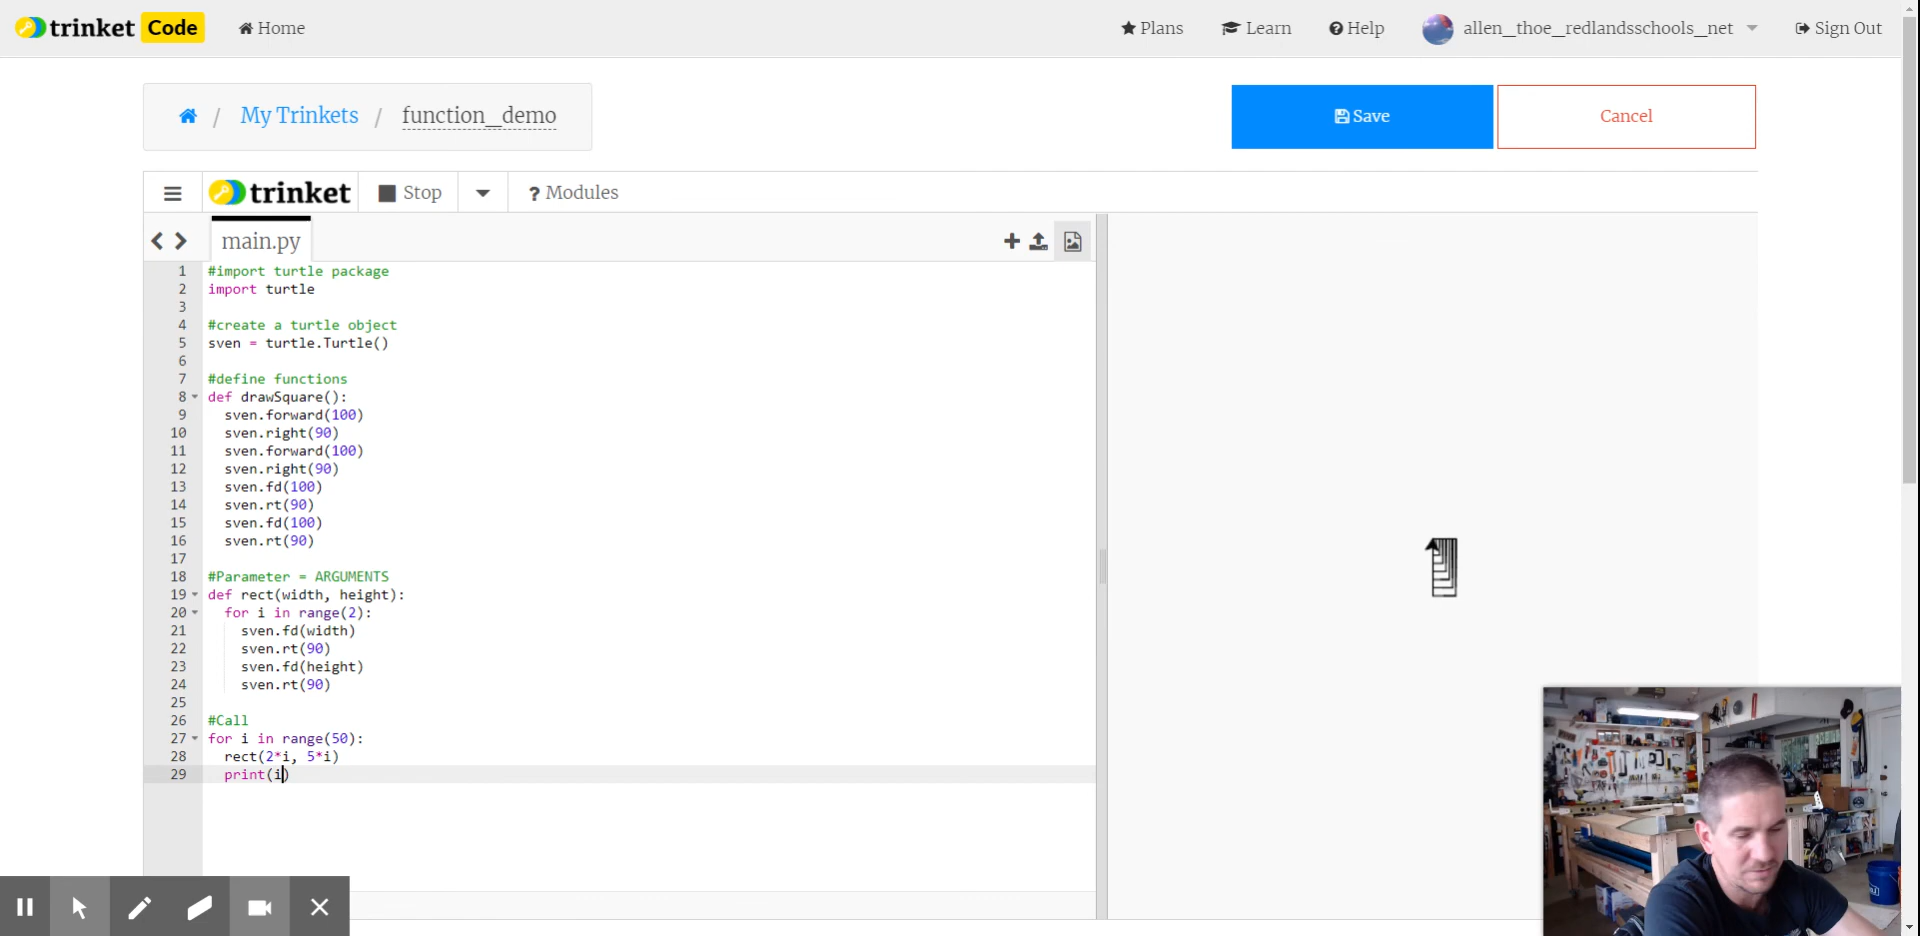 trinket Code
Home
Plans
Learn
Help
allen_thoe_redlandsschools_net
Sign Out
/ My Trinkets / function_demo
Save
Cancel
trinket
Stop
? Modules
main.py
1 #import turtle package
2 import turtle
3
4 #create a turtle object
5 sven = turtle.Turtle()
6
7 #define functions
8 def drawSquare():
9 sven.forward(100)
10 sven.right(90)
11 sven.forward(100)
12 sven.right(90)
13 sven.fd(100)
14 sven.rt(90)
15 sven.fd(100)
16 sven.rt(90)
17
18 #Parameter = ARGUMENTS
19 def rect(width, height):
20 for i in range(2):
21 sven.fd(width)
22 sven.rt(90)
23 sven.fd(height)
24 sven.rt(90)
25
26 #Call
27 for i in range(50):
28 rect(2*i, 5*i)
29 print(i)